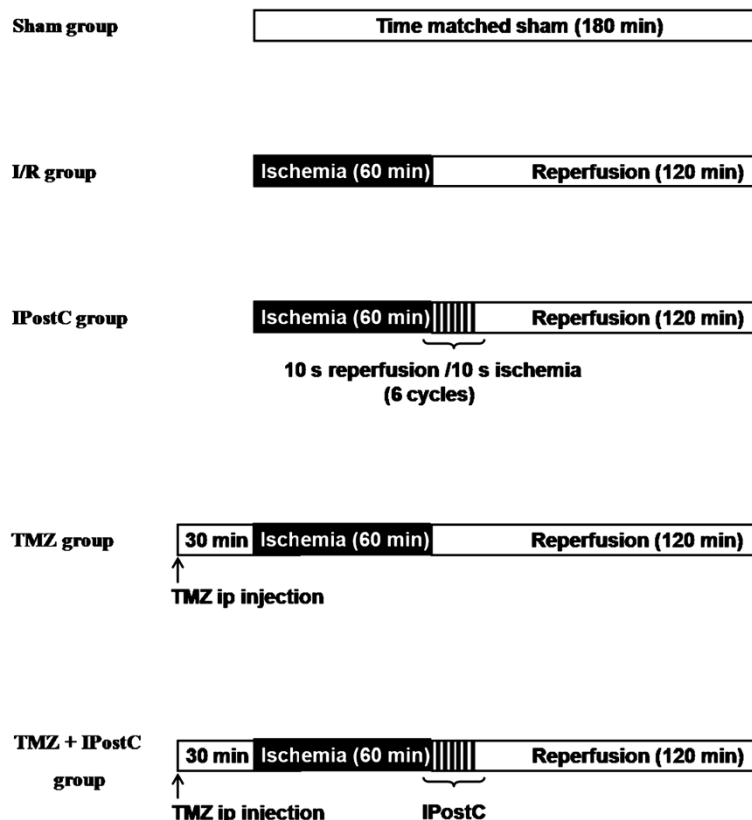 Sham group
Time matched sham (180 min)
I/R group
Ischemia (60 min)
Reperfusion (120 min)
IPostC group
Ischemia (60 min)
Reperfusion (120 min)
10 s reperfusion /10 s ischemia
(6 cycles)
TMZ group
30 min
Ischemia (60 min)
Reperfusion (120 min)
TMZ ip injection
TMZ + IPostC
group
30 min
Ischemia (60 min)
Reperfusion (120 min)
TMZ ip injection
IPostC